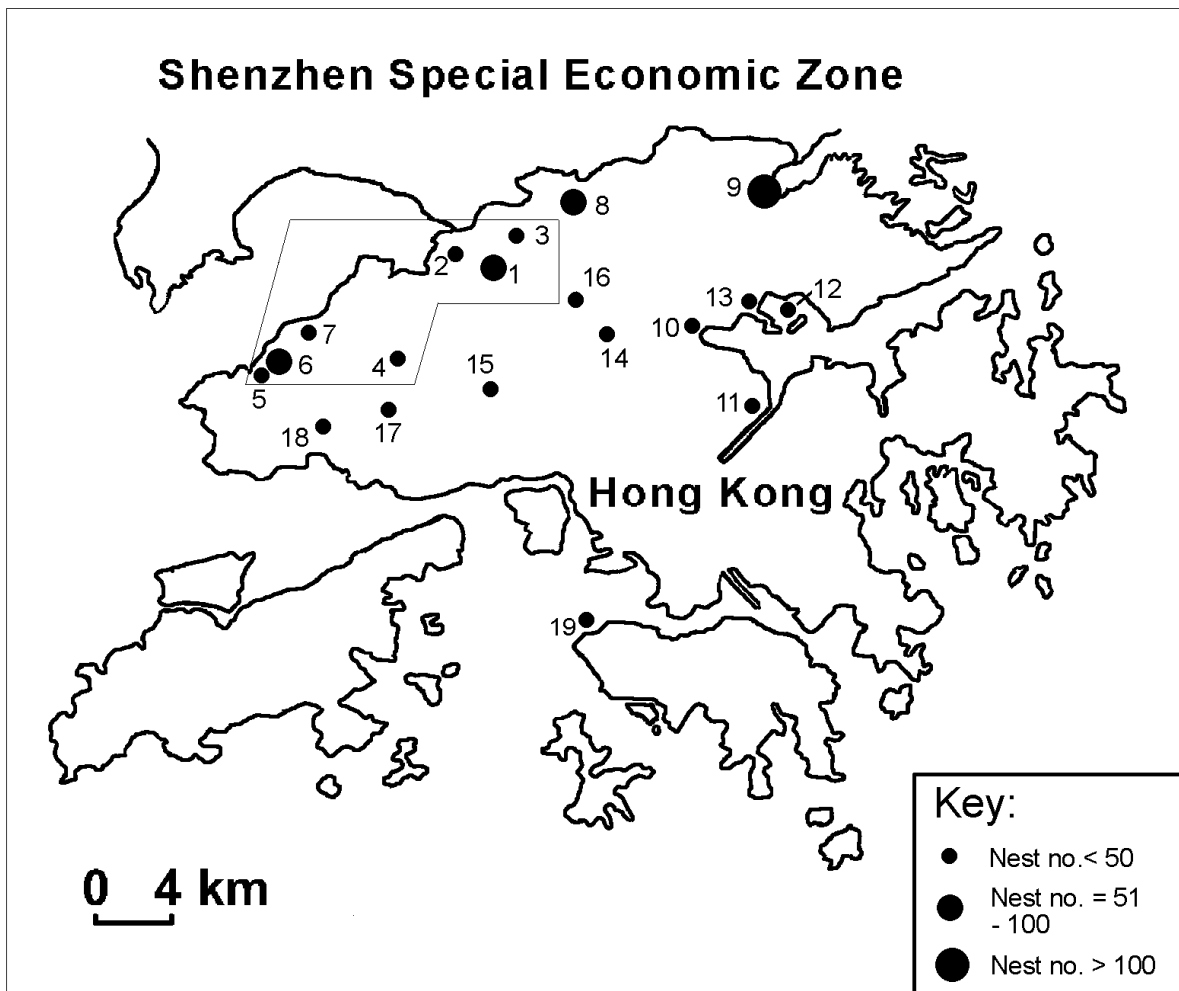 Shenzhen Special Economic Zone
9
8
3
2
1
16
13
12
10
14
7
6
4
15
5
11
17
18
Hong Kong
19
Key:
0 4 km
Nest no.< 50
Nest no. = 51
- 100
Nest no. > 100